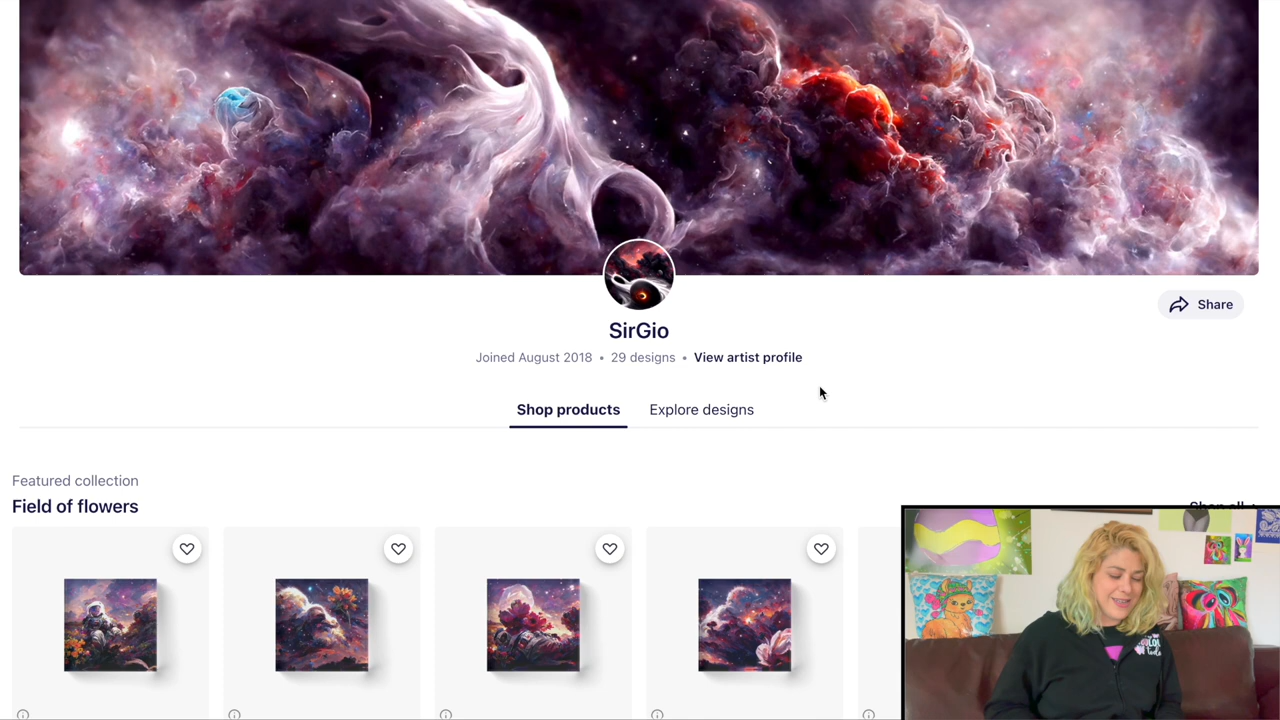 Share
SirGio
Joined August 2018 • 29 designs • View artist profile
Shop products
Explore designs
Featured collection
Field of flowers